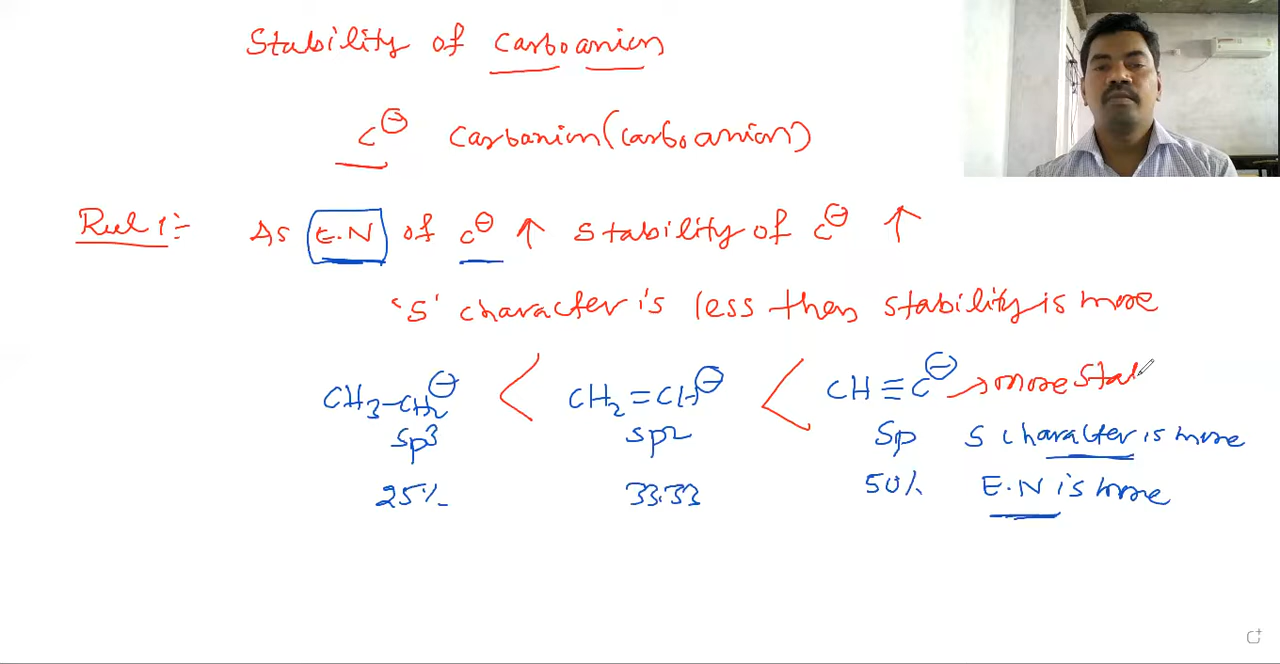 Stability of carboanion
C⊖ Carbanion (carboanion)
Rul 1:- As E.N of C⊖ ↑ stability of C⊖ ↑
'S' character is less then stability is more
CH3-CH2⊖ < CH2=CH⊖ < CH≡C⊖ → more Stab
Sp3 Sp2 Sp S character is more
25% 33.33 50% E.N is more